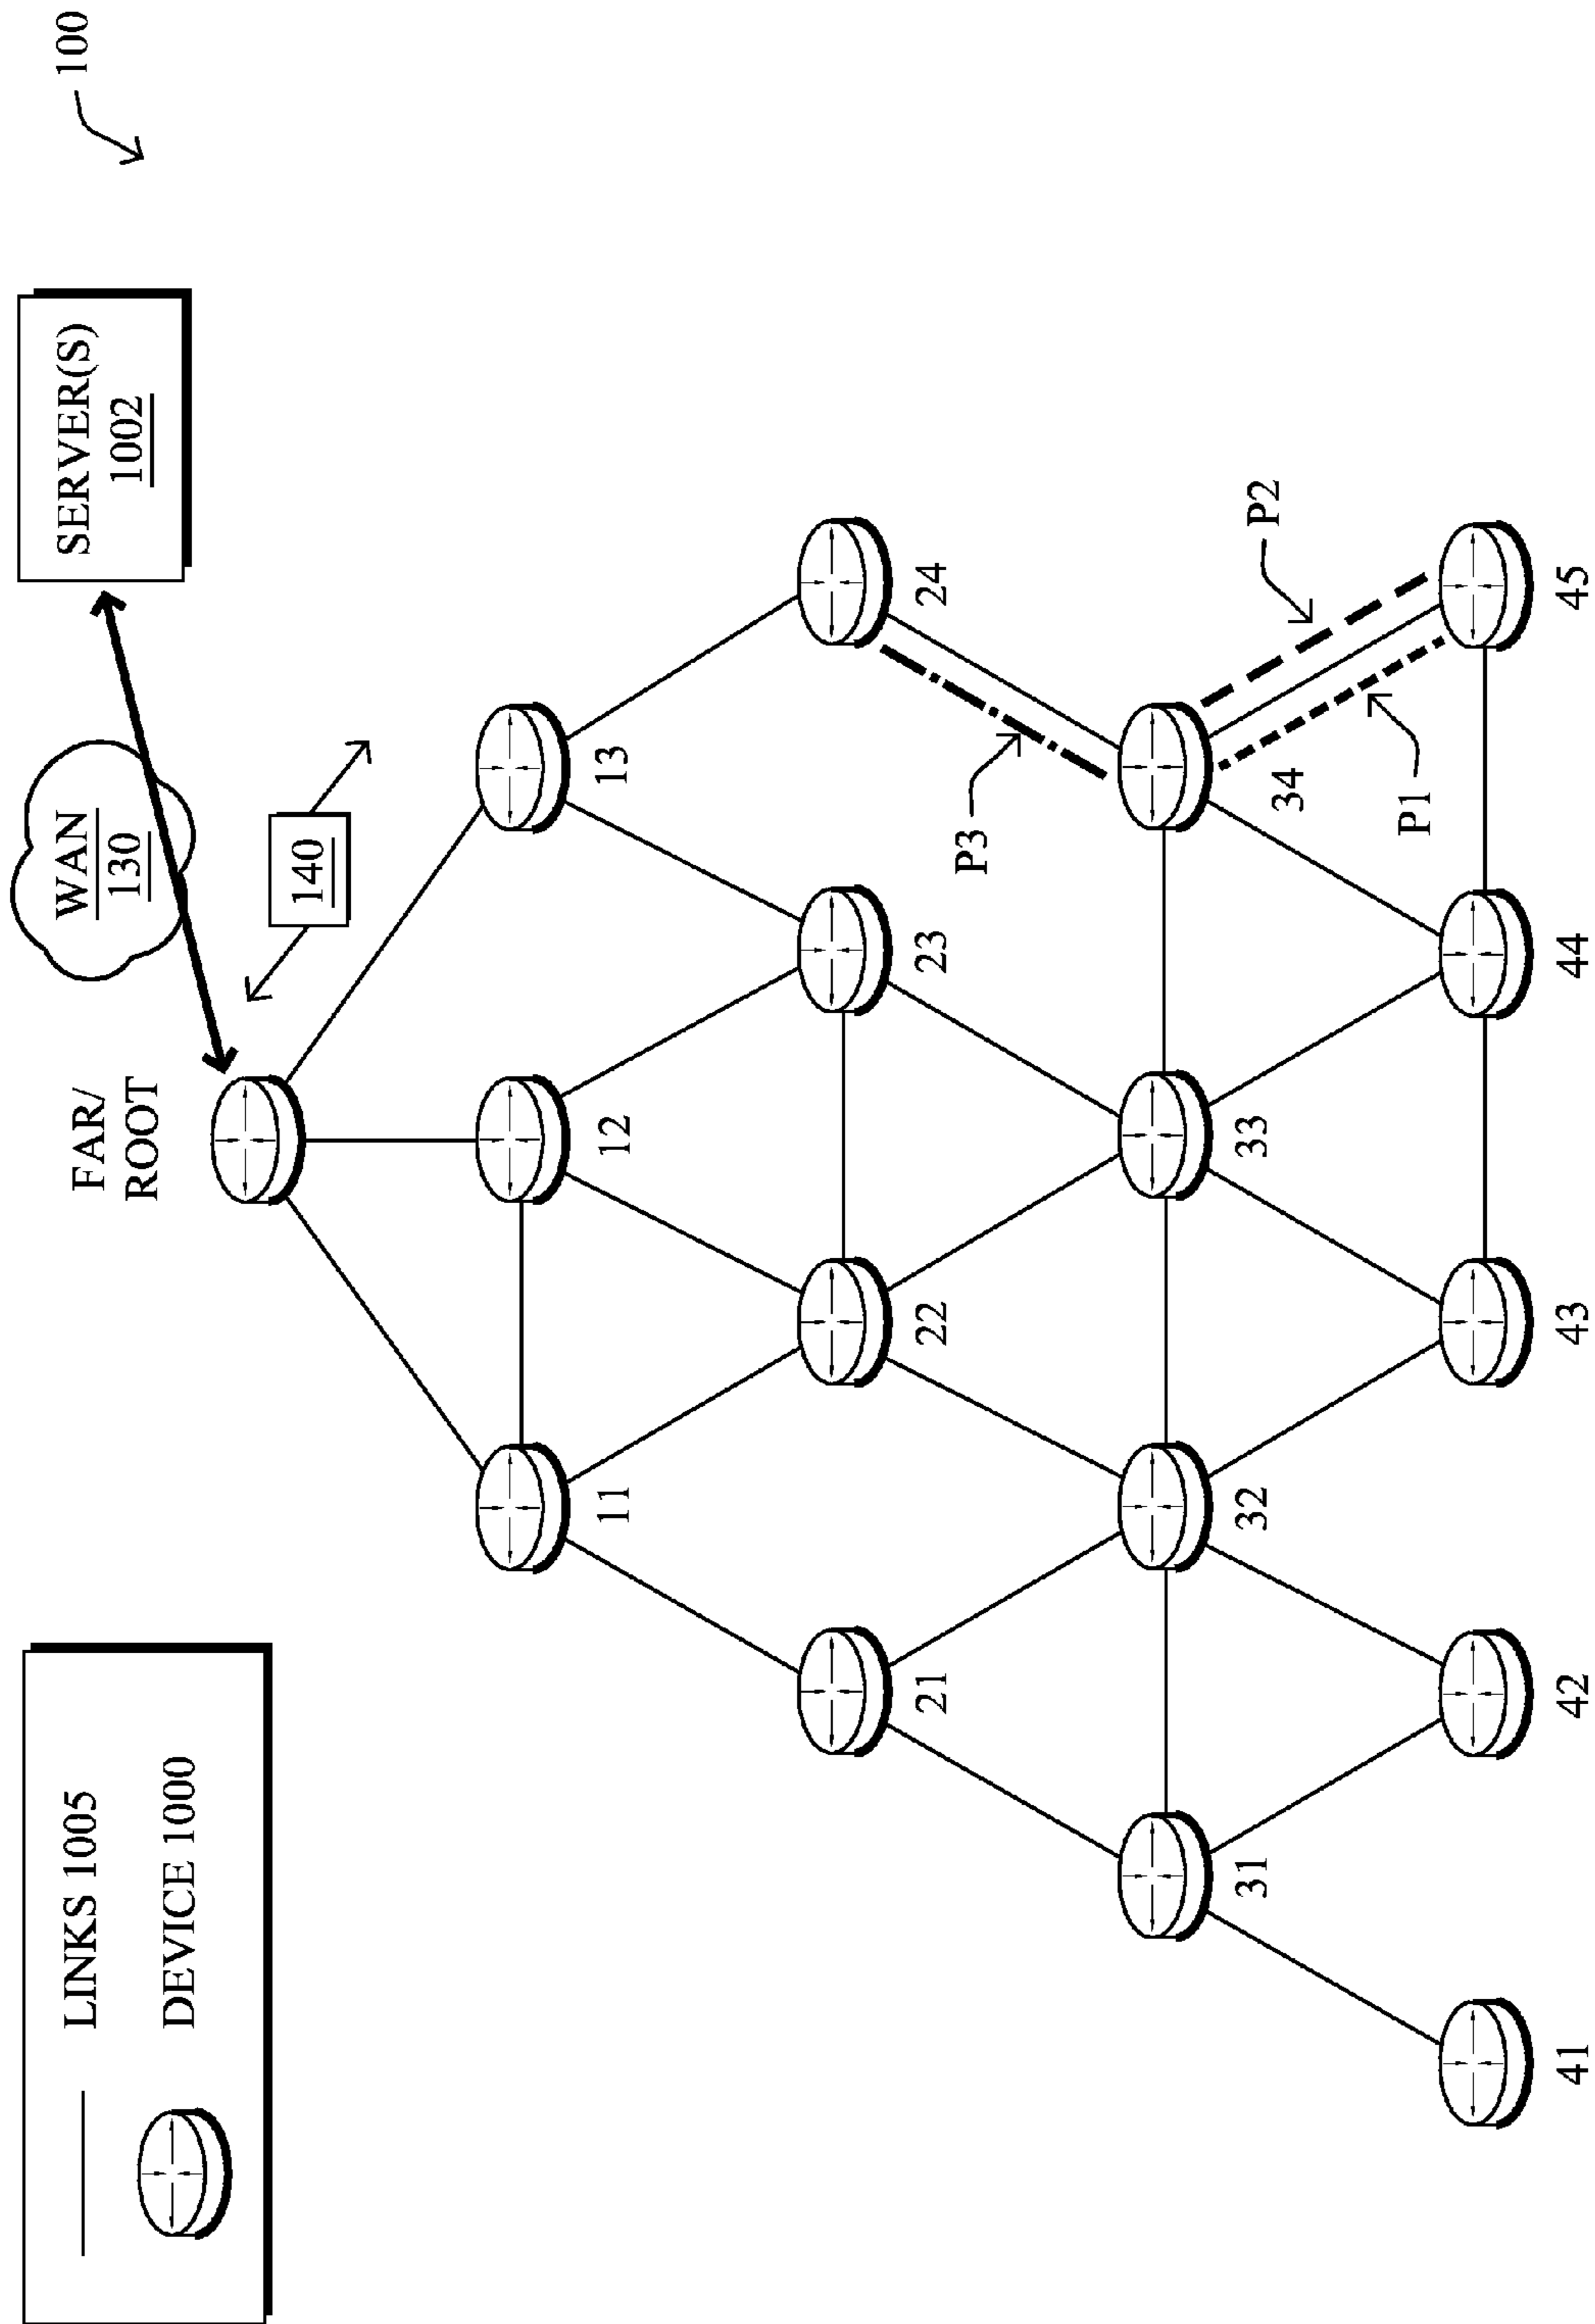 100
SERVER(S)
1002
WAN
130
FAR/
ROOT
140
LINKS 1005
DEVICE 1000
11
12
13
21
22
23
24
P3
31
32
33
34
P2
P1
41
42
43
44
45